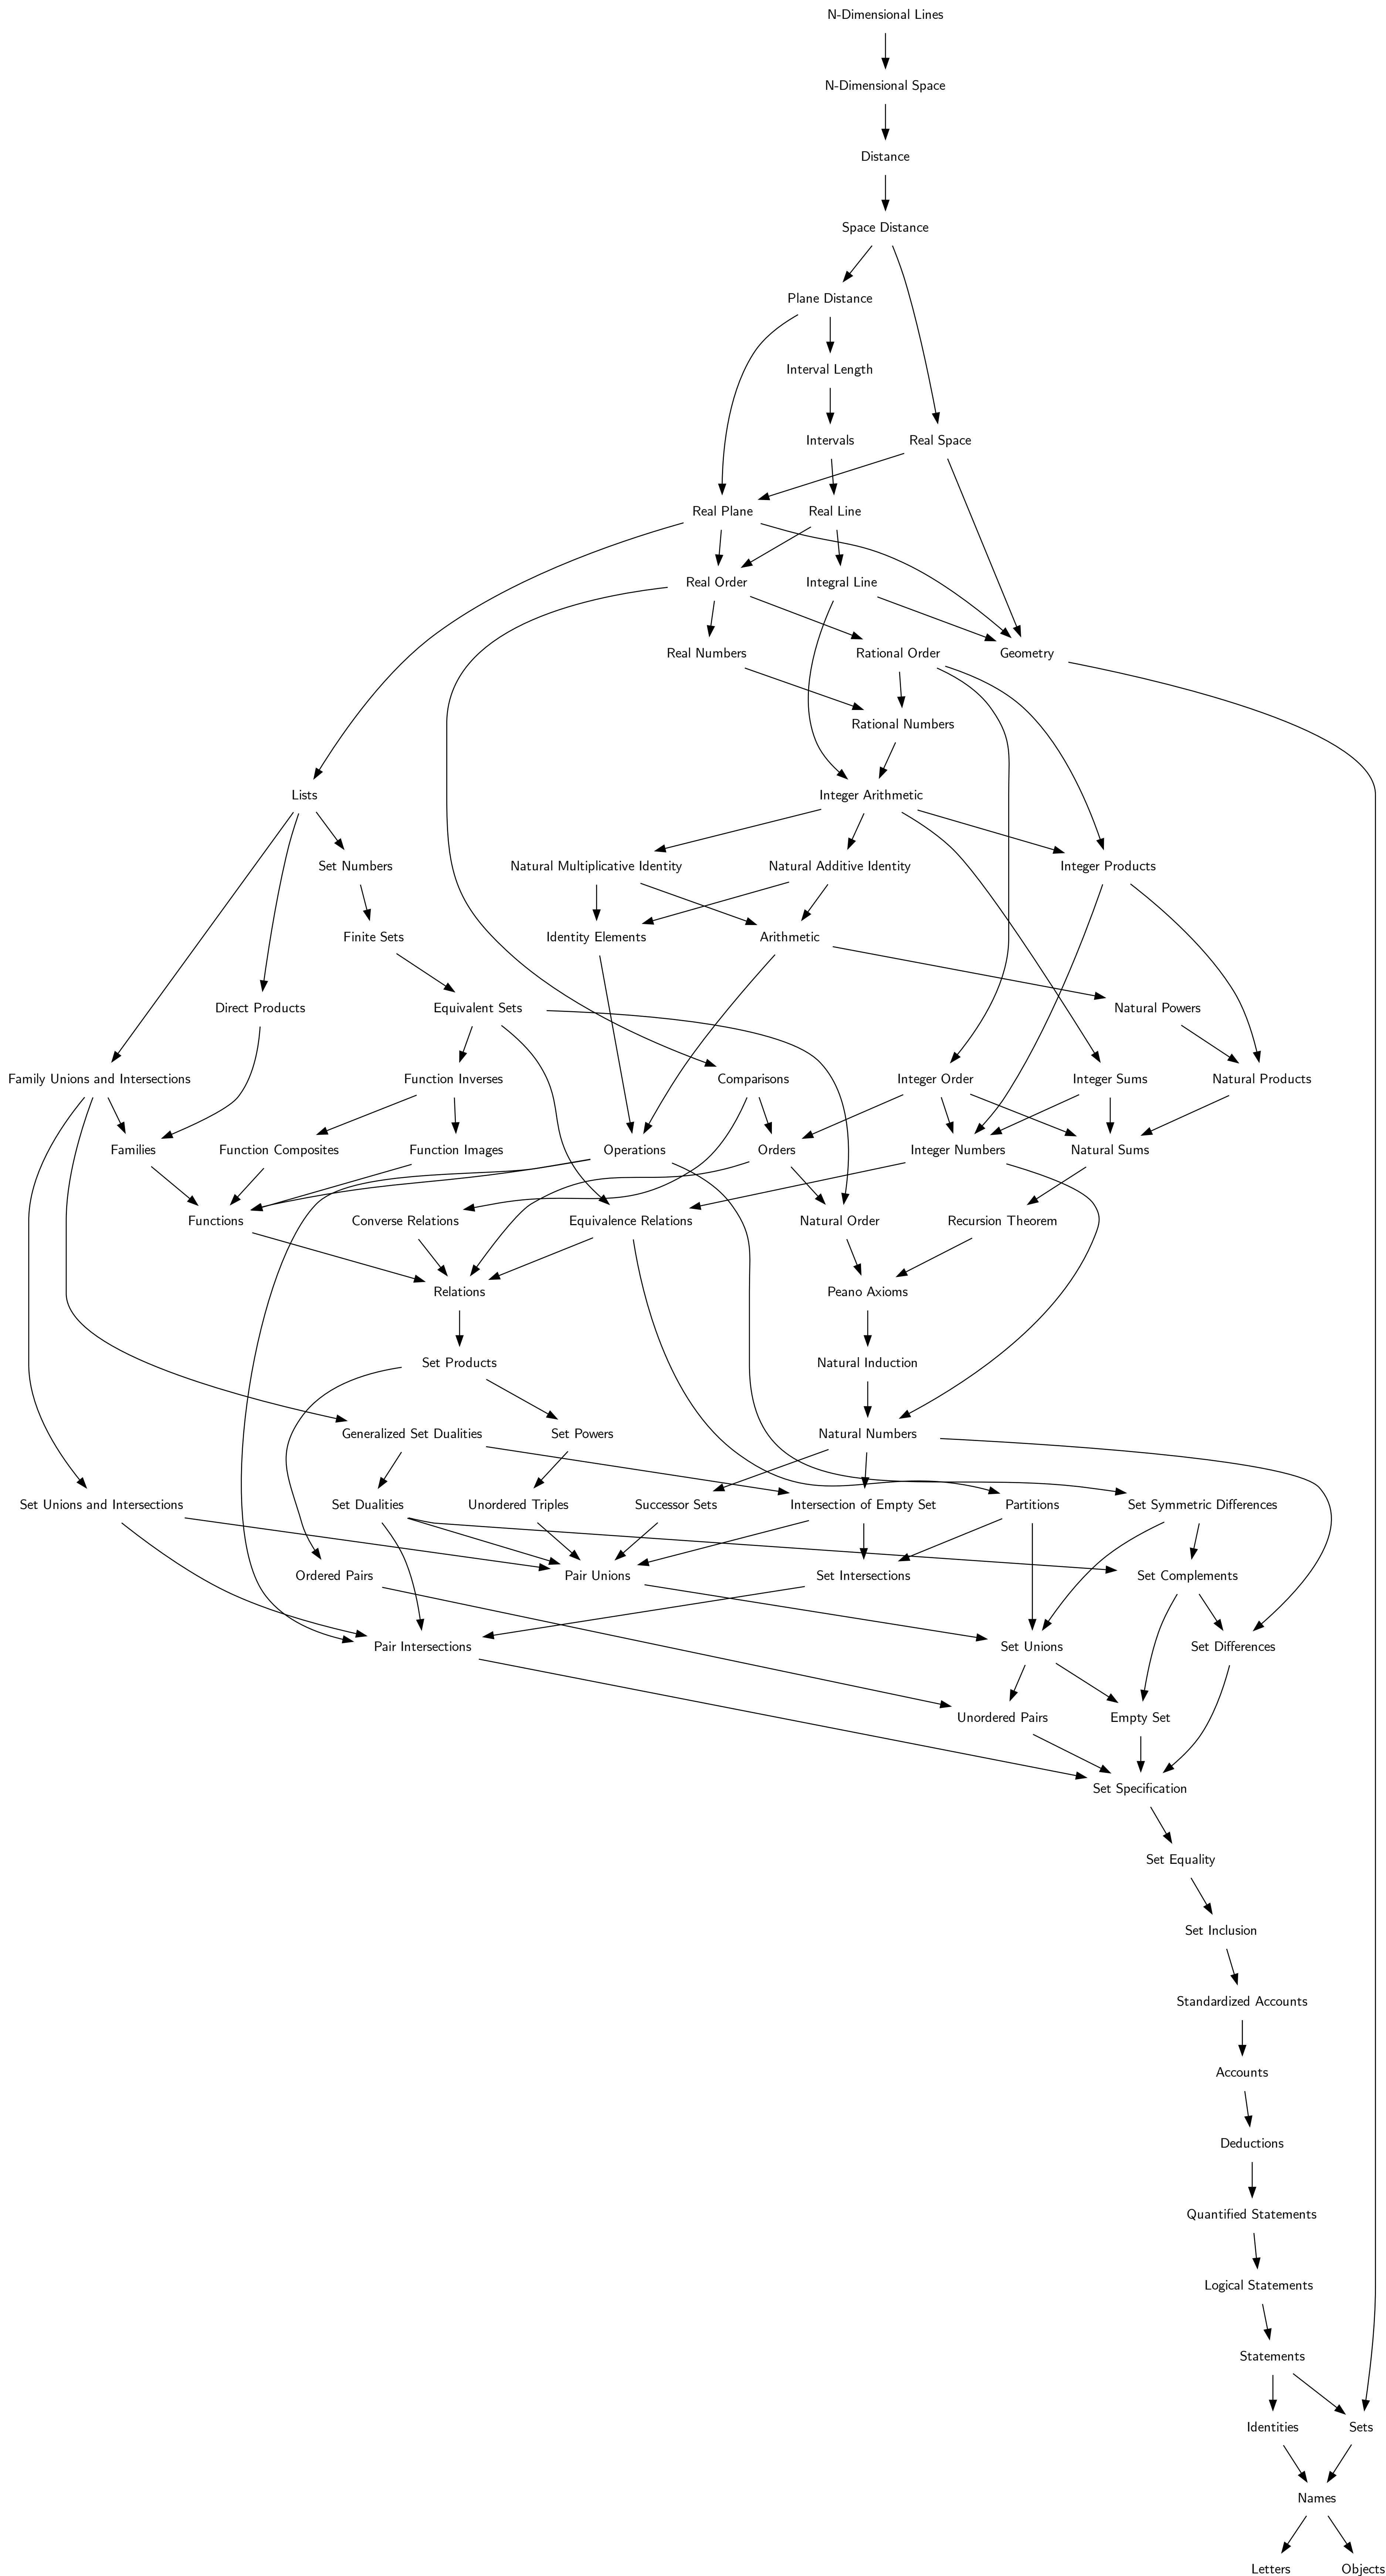 N-Dimensional Lines
N-Dimensional Space
Distance
Space Distance
Plane Distance
Interval Length
Intervals
Real Space
Real Plane
Real Line
Real Order
Integral Line
Real Numbers
Rational Order
Geometry
Rational Numbers
Lists
Integer Arithmetic
Set Numbers
Natural Multiplicative Identity
Natural Additive Identity
Integer Products
Finite Sets
Identity Elements
Arithmetic
Direct Products
Equivalent Sets
Natural Powers
Family Unions and Intersections
Function Inverses
Comparisons
Integer Order
Integer Sums
Natural Products
Families
Function Composites
Function Images
Operations
Orders
Integer Numbers
Natural Sums
Functions
Converse Relations
Equivalence Relations
Natural Order
Recursion Theorem
Relations
Peano Axioms
Set Products
Natural Induction
Generalized Set Dualities
Set Powers
Natural Numbers
Set Unions and Intersections
Set Dualities
Unordered Triples
Successor Sets
Intersection of Empty Set
Partitions
Set Symmetric Differences
Ordered Pairs
Pair Unions
Set Intersections
Set Complements
Pair Intersections
Set Unions
Set Differences
Unordered Pairs
Empty Set
Set Specification
Set Equality
Set Inclusion
Standardized Accounts
Accounts
Deductions
Quantified Statements
Logical Statements
Statements
Identities
Sets
Names
Letters
Objects